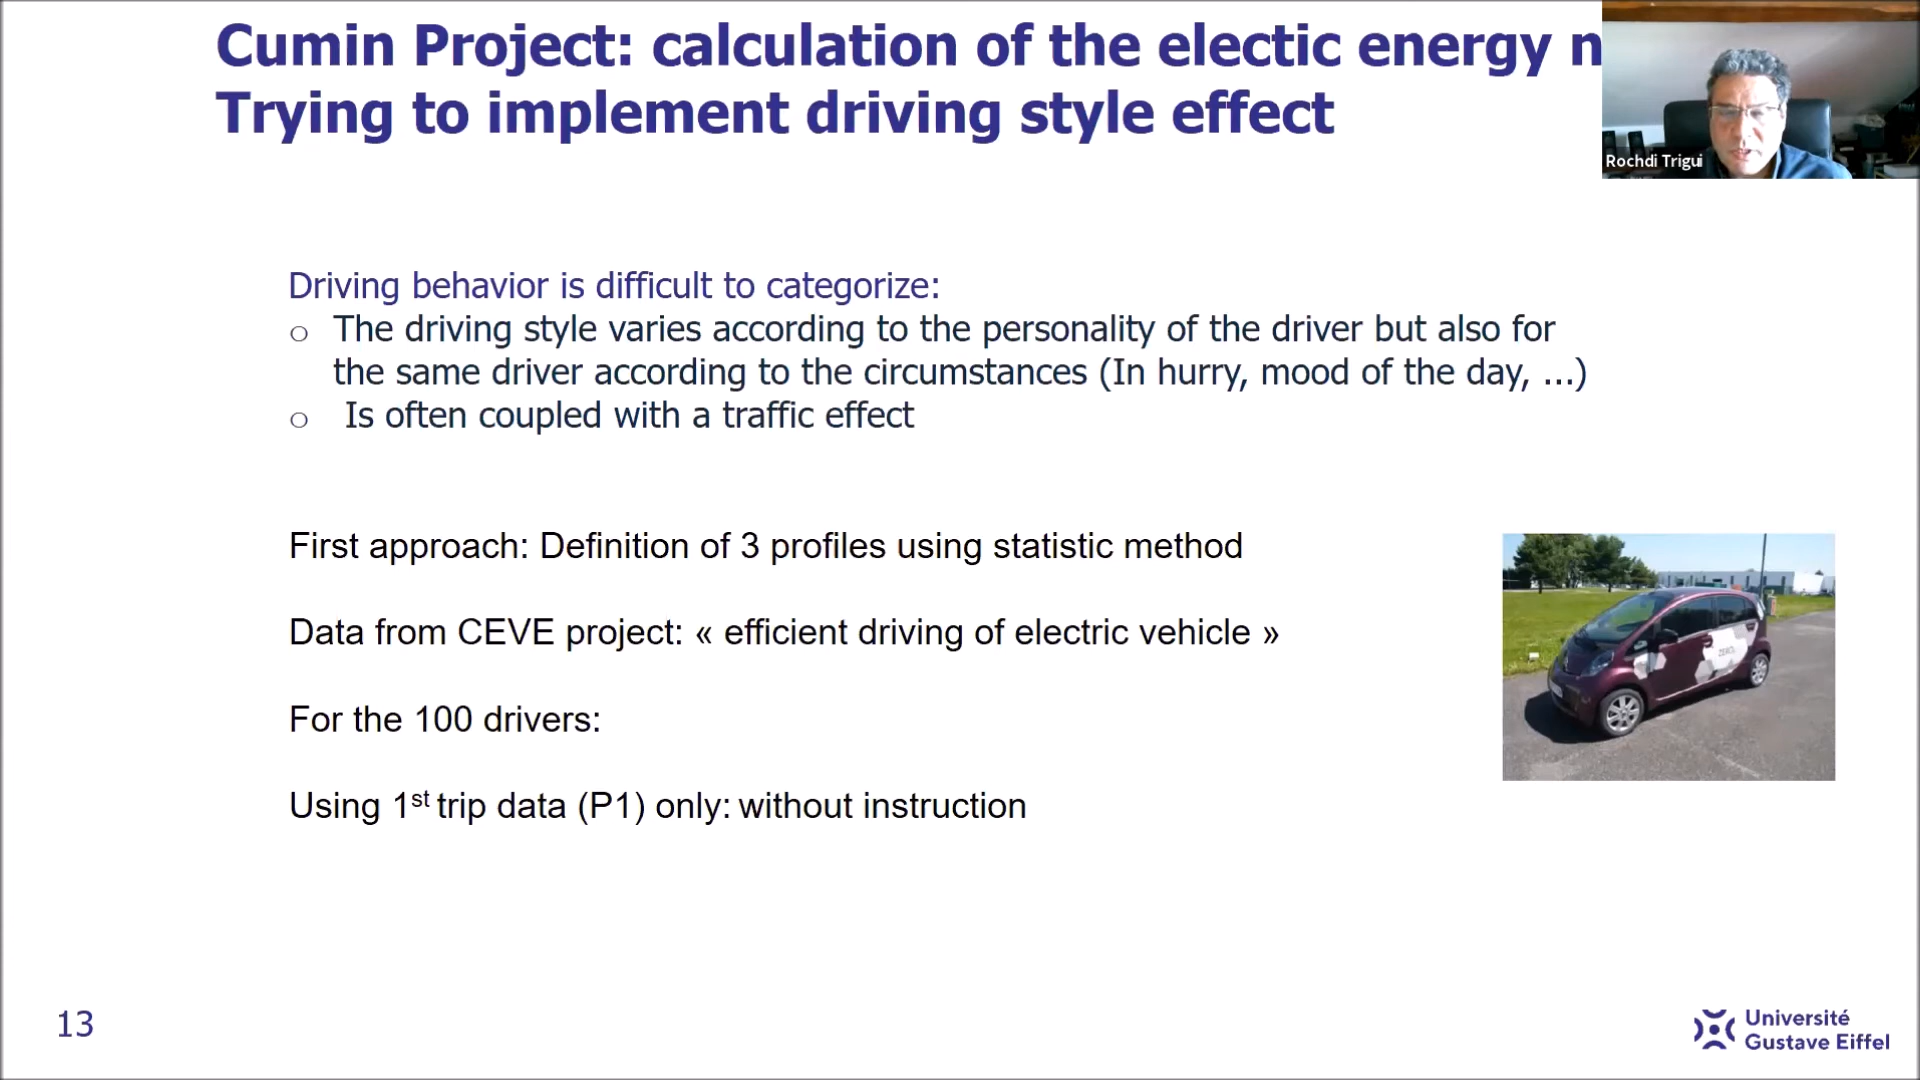 Cumin Project: calculation of the electic energy n
Trying to implement driving style effect
Rochdi Trigui
Driving behavior is difficult to categorize:
o The driving style varies according to the personality of the driver but also for
the same driver according to the circumstances (In hurry, mood of the day, ...)
o Is often coupled with a traffic effect
First approach: Definition of 3 profiles using statistic method
Data from CEVE project: « efficient driving of electric vehicle »
For the 100 drivers:
Using 1st trip data (P1) only: without instruction
13
Université
Gustave Eiffel